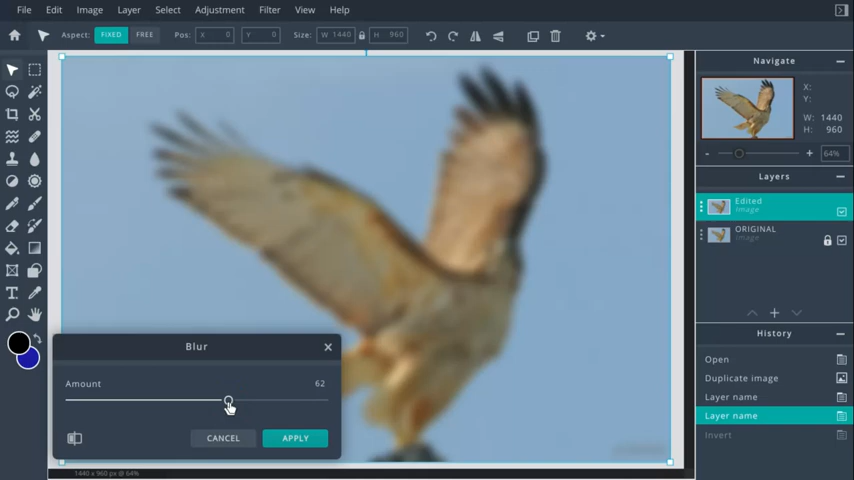 File Edit Image Layer Select Adjustment Filter View Help
Aspect: FIXED FREE Pos: X 0 Y 0 Size: W 1440 H 960
Navigate
X:
Y:
W: 1440
H: 960
- + 64%
Layers
Edited
Image
ORIGINAL
Image
History
Open
Duplicate image
Layer name
Layer name
Invert
Blur
Amount 62
CANCEL APPLY
1440 x 960 px @ 64%